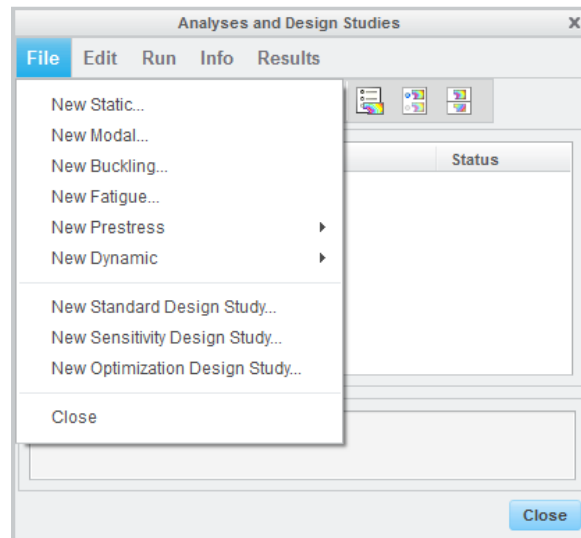 Analyses and Design Studies x
File Edit Run Info Results
New Static...
New Modal...
Status
New Buckling...
New Fatigue...
New Prestress
New Dynamic
New Standard Design Study...
New Sensitivity Design Study...
New Optimization Design Study...
Close
Close